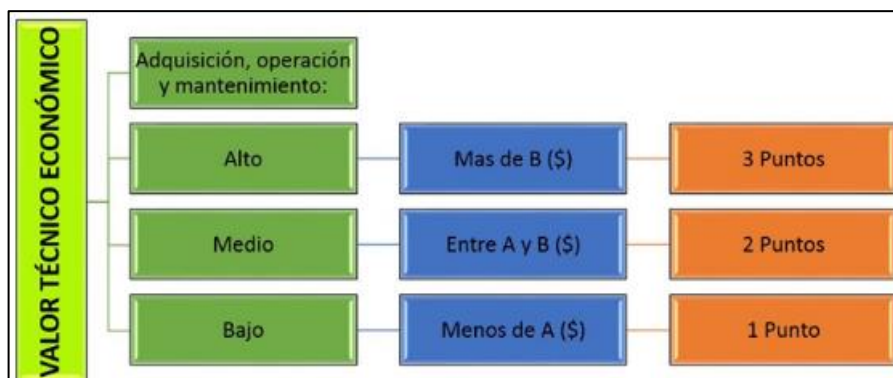 VALOR TÉCNICO ECONÓMICO
Adquisición, operación
y mantenimiento:
Alto
Mas de B ($)
3 Puntos
Medio
Entre A y B ($)
2 Puntos
Bajo
Menos de A ($)
1 Punto